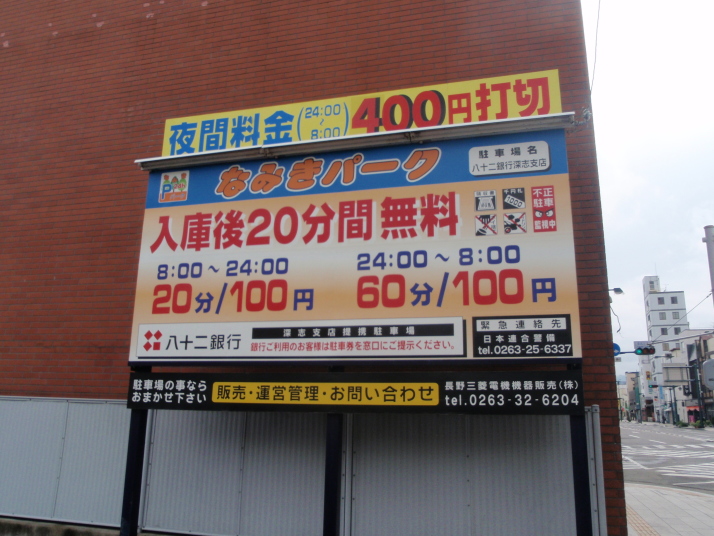 夜間料金(24:00~8:00)400円打切
なみきパーク
駐車場名
八十二銀行深志支店
入庫後20分間無料
不正
駐車
監視中
8:00~24:00
20分/100円
24:00~8:00
60分/100円
八十二銀行
深志支店提携駐車場
銀行ご利用のお客様は駐車券を窓口にご提示ください。
緊急連絡先
日本連合警備
tel.0263-25-6337
駐車場の事なら
おまかせ下さい
販売・運営管理・お問い合わせ
長野三菱電機機器販売(株)
tel.0263-32-6204